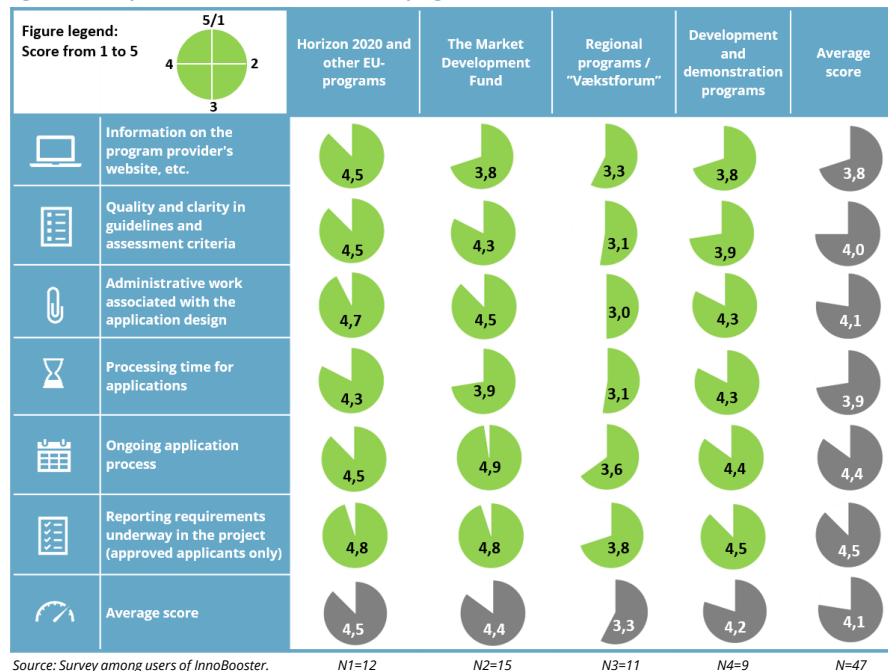 Figure legend:
Score from 1 to 5
5/1
4
2
3
Horizon 2020 and
other EU-
programs
The Market
Development
Fund
Regional
programs /
"Vækstforum"
Development
and
demonstration
programs
Average
score
Information on the
program provider's
website, etc.
4,5
3,8
3,3
3,8
3,8
Quality and clarity in
guidelines and
assessment criteria
4,5
4,3
3,1
3,9
4,0
Administrative work
associated with the
application design
4,7
4,5
3,0
4,3
4,1
Processing time for
applications
4,3
3,9
3,1
4,3
3,9
Ongoing application
process
4,5
4,9
3,6
4,4
4,4
Reporting requirements
underway in the project
(approved applicants only)
4,8
4,8
3,8
4,5
4,5
Average score
4,5
4,4
3,3
4,2
4,1
Source: Survey among users of InnoBooster.
N1=12
N2=15
N3=11
N4=9
N=47